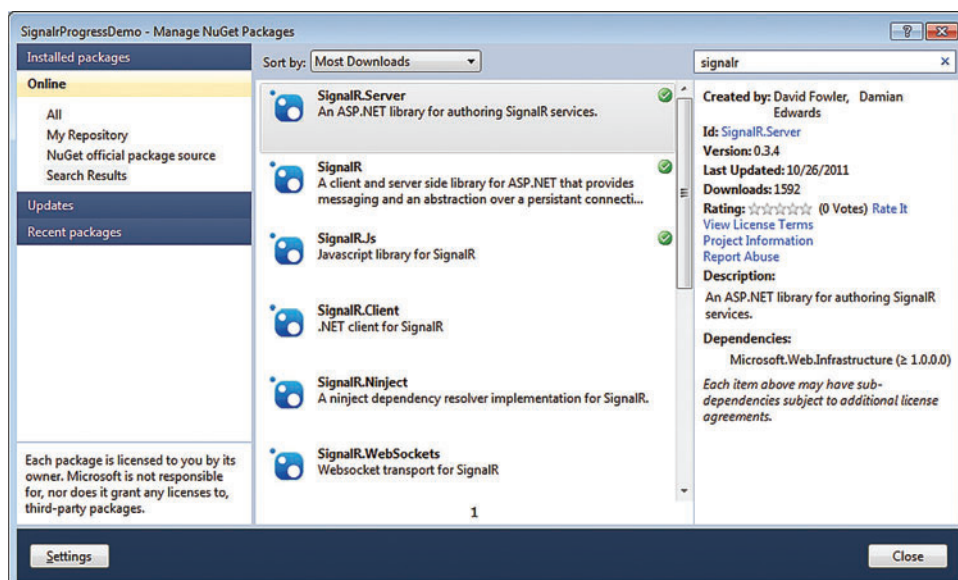 SignalrProgressDemo - Manage NuGet Packages
Installed packages
Online
All
My Repository
NuGet official package source
Search Results
Updates
Recent packages
Each package is licensed to you by its
owner. Microsoft is not responsible
for, nor does it grant any licenses to,
third-party packages.
Sort by: Most Downloads
SignalR.Server
An ASP.NET library for authoring SignalR services.
SignalR
A client and server side library for ASP.NET that provides
messaging and an abstraction over a persistant connecti...
SignalR.Js
Javascript library for SignalR
SignalR.Client
.NET client for SignalR
SignalR.Ninject
A ninject dependency resolver implementation for SignalR.
SignalR.WebSockets
Websocket transport for SignalR
1
signalr
Created by: David Fowler, Damian
Edwards
Id: SignalR.Server
Version: 0.3.4
Last Updated: 10/26/2011
Downloads: 1592
Rating: (0 Votes) Rate It
View License Terms
Project Information
Report Abuse
Description:
An ASP.NET library for authoring SignalR
services.
Dependencies:
Microsoft.Web.Infrastructure (≥ 1.0.0.0)
Each item above may have sub-
dependencies subject to additional license
agreements.
Settings
Close